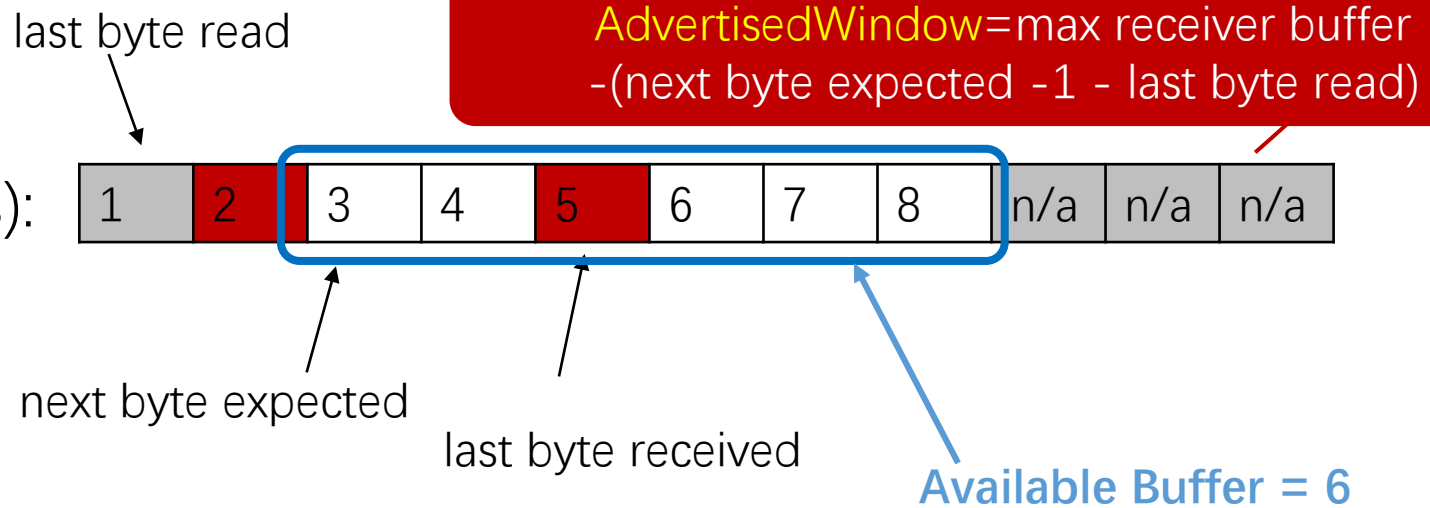 last byte read
AdvertisedWindow=max receiver buffer
-(next byte expected -1 - last byte read)
): 1 2 3 4 5 6 7 8 n/a n/a n/a
next byte expected
last byte received
Available Buffer = 6